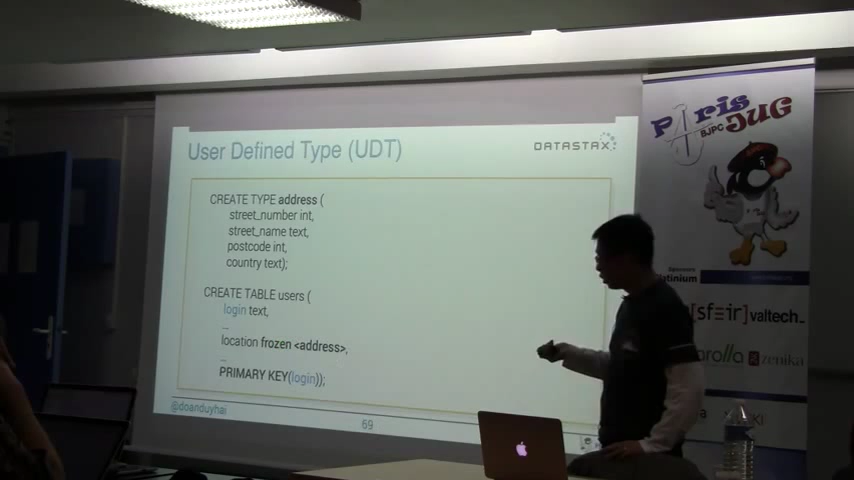 User Defined Type (UDT)
DATASTAX
CREATE TYPE address (
street_number int,
street_name text,
postcode int,
country text);
CREATE TABLE users (
login text,
...
location frozen <address>,
...
PRIMARY KEY(login));
@doanduyhai
69
Paris
BJPC
JUG
[sfeir]
valtech_
zenika